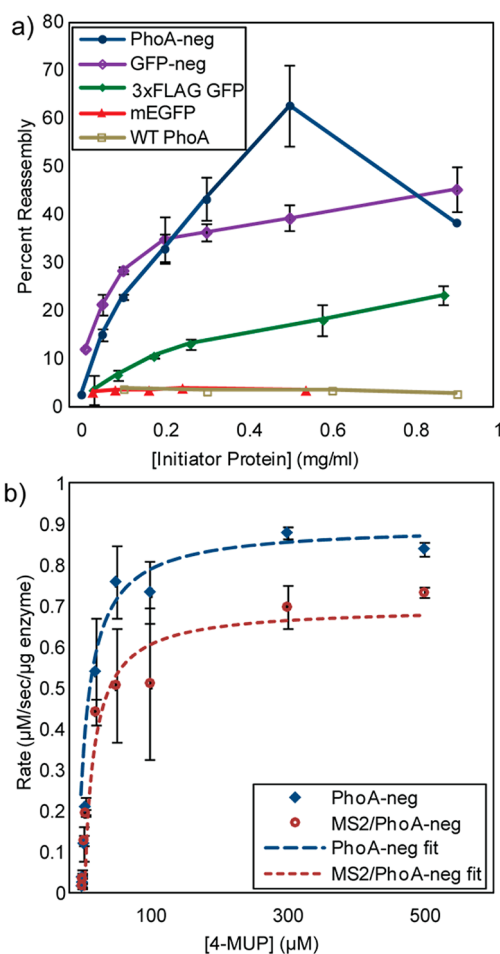 a)
80
70
60
50
40
30
20
10
0
Percent Reassembly
PhoA-neg
GFP-neg
3xFLAG GFP
mEGFP
WT PhoA
0 0.2 0.4 0.6 0.8 1
[Initiator Protein] (mg/ml)
b)
1
0.9
0.8
0.7
0.6
0.5
0.4
0.3
0.2
0.1
0
Rate (µM/sec/µg enzyme)
PhoA-neg
MS2/PhoA-neg
PhoA-neg fit
MS2/PhoA-neg fit
100 300 500
[4-MUP] (µM)